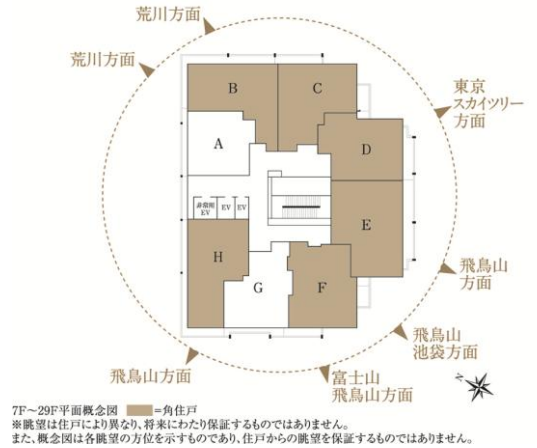 荒川方面
荒川方面
東京
スカイツリー
方面
B
C
A
D
非常用
EV
EV
EV
E
H
G
F
飛鳥山
方面
飛鳥山
池袋方面
飛鳥山方面
富士山
飛鳥山方面
7F～29F平面概念図 =角住戸
※眺望は住戸により異なり、将来にわたり保証するものではありません。
また、概念図は各眺望の方位を示すものであり、住戸からの眺望を保証するものではありません。